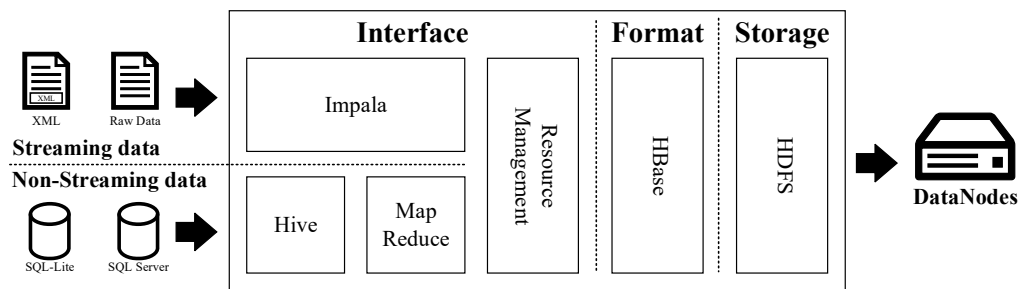 Interface
Format
Storage
XML
XML
Raw Data
Streaming data
Impala
Resource
Management
HBase
HDFS
DataNodes
Non-Streaming data
SQL-Lite
SQL Server
Hive
Map
Reduce